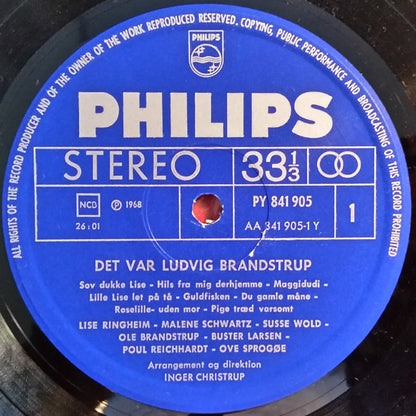 ALL RIGHTS OF THE RECORD PRODUCER AND OF THE OWNER OF THE WORK REPRODUCED RESERVED. COPYING, PUBLIC PERFORMANCE AND BROADCASTING OF THIS RECORD PROHIBITED
PHILIPS
PHILIPS
STEREO 33 1/3
NCB ℗ 1968 PY 841 905
26:01 AA 841 905-1 Y 1
DET VAR LUDVIG BRANDSTRUP
Sov dukke Lise - Hils fra mig derhjemme - Maggidudi -
Lille Lise let på tå - Guldfisken - Du gamle måne -
Roselille- uden mor - Pige træd varsomt
LISE RINGHEIM - MALENE SCHWARTZ - SUSSE WOLD -
OLE BRANDSTRUP - BUSTER LARSEN -
POUL REICHHARDT - OVE SPROGØE
Arrangement og direktion
INGER CHRISTRUP